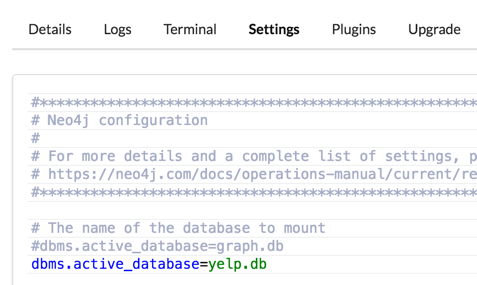 Details Logs Terminal Settings Plugins Upgrade
#****************************************************
# Neo4j configuration
#
# For more details and a complete list of settings, p
# https://neo4j.com/docs/operations-manual/current/re
#****************************************************
# The name of the database to mount
#dbms.active_database=graph.db
dbms.active_database=yelp.db